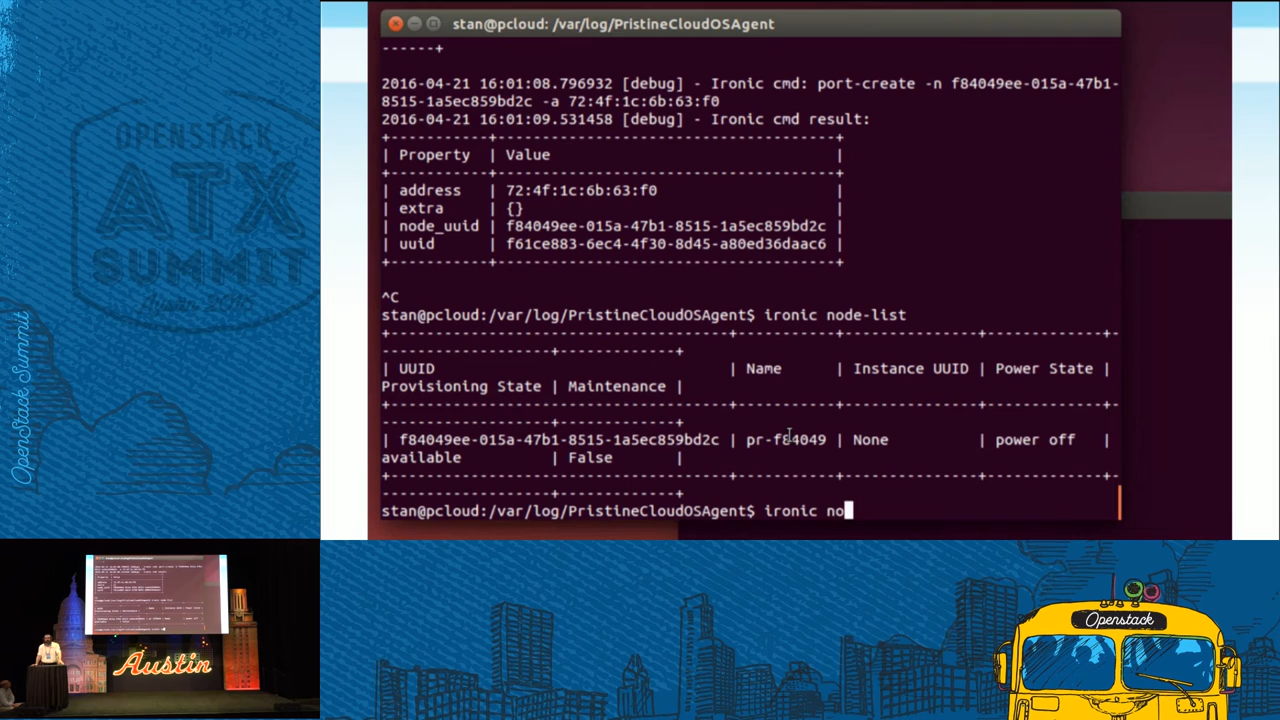 stan@pcloud: /var/log/PristineCloudOSAgent
------+
2016-04-21 16:01:08.796932 [debug] - Ironic cmd: port-create -n f84049ee-015a-47b1-
8515-1a5ec859bd2c -a 72:4f:1c:6b:63:f0
2016-04-21 16:01:09.531458 [debug] - Ironic cmd result:
+-----------+--------------------------------------+
| Property | Value |
+-----------+--------------------------------------+
| address | 72:4f:1c:6b:63:f0 |
| extra | {} |
| node_uuid | f84049ee-015a-47b1-8515-1a5ec859bd2c |
| uuid | f61ce883-6ec4-4f30-8d45-a80ed36daac6 |
+-----------+--------------------------------------+
^C
stan@pcloud:/var/log/PristineCloudOSAgent$ ironic node-list
+--------------------------------------+-----------+---------------+-------------+-
-------------------+-------------+
| UUID | Name | Instance UUID | Power State |
Provisioning State | Maintenance |
+--------------------------------------+-----------+---------------+-------------+-
-------------------+-------------+
| f84049ee-015a-47b1-8515-1a5ec859bd2c | pr-f84049 | None | power off |
available | False |
+--------------------------------------+-----------+---------------+-------------+-
-------------------+-------------+
stan@pcloud:/var/log/PristineCloudOSAgent$ ironic no
OPENSTACK
ATX
SUMMIT
Austin 2016
OpenStack Summit
Austin
Openstack